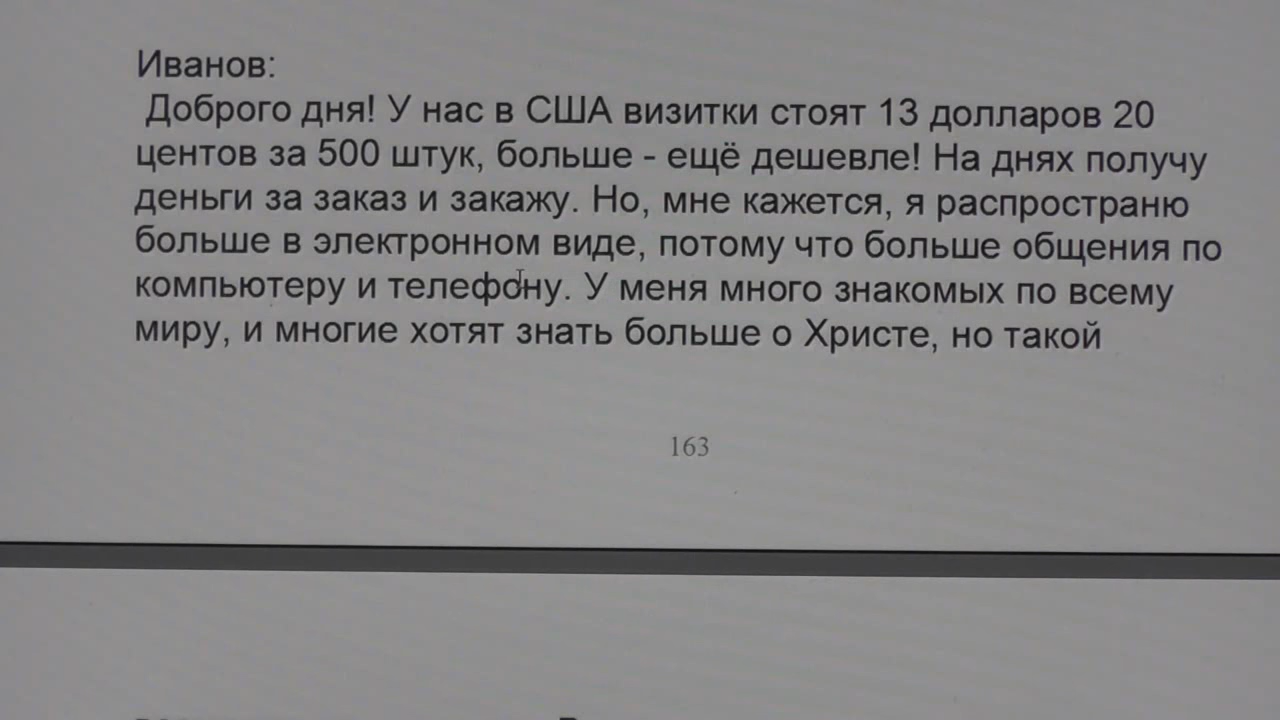 Иванов:
Доброго дня! У нас в США визитки стоят 13 долларов 20
центов за 500 штук, больше - ещё дешевле! На днях получу
деньги за заказ и закажу. Но, мне кажется, я распространю
больше в электронном виде, потому что больше общения по
компьютеру и телефону. У меня много знакомых по всему
миру, и многие хотят знать больше о Христе, но такой
163